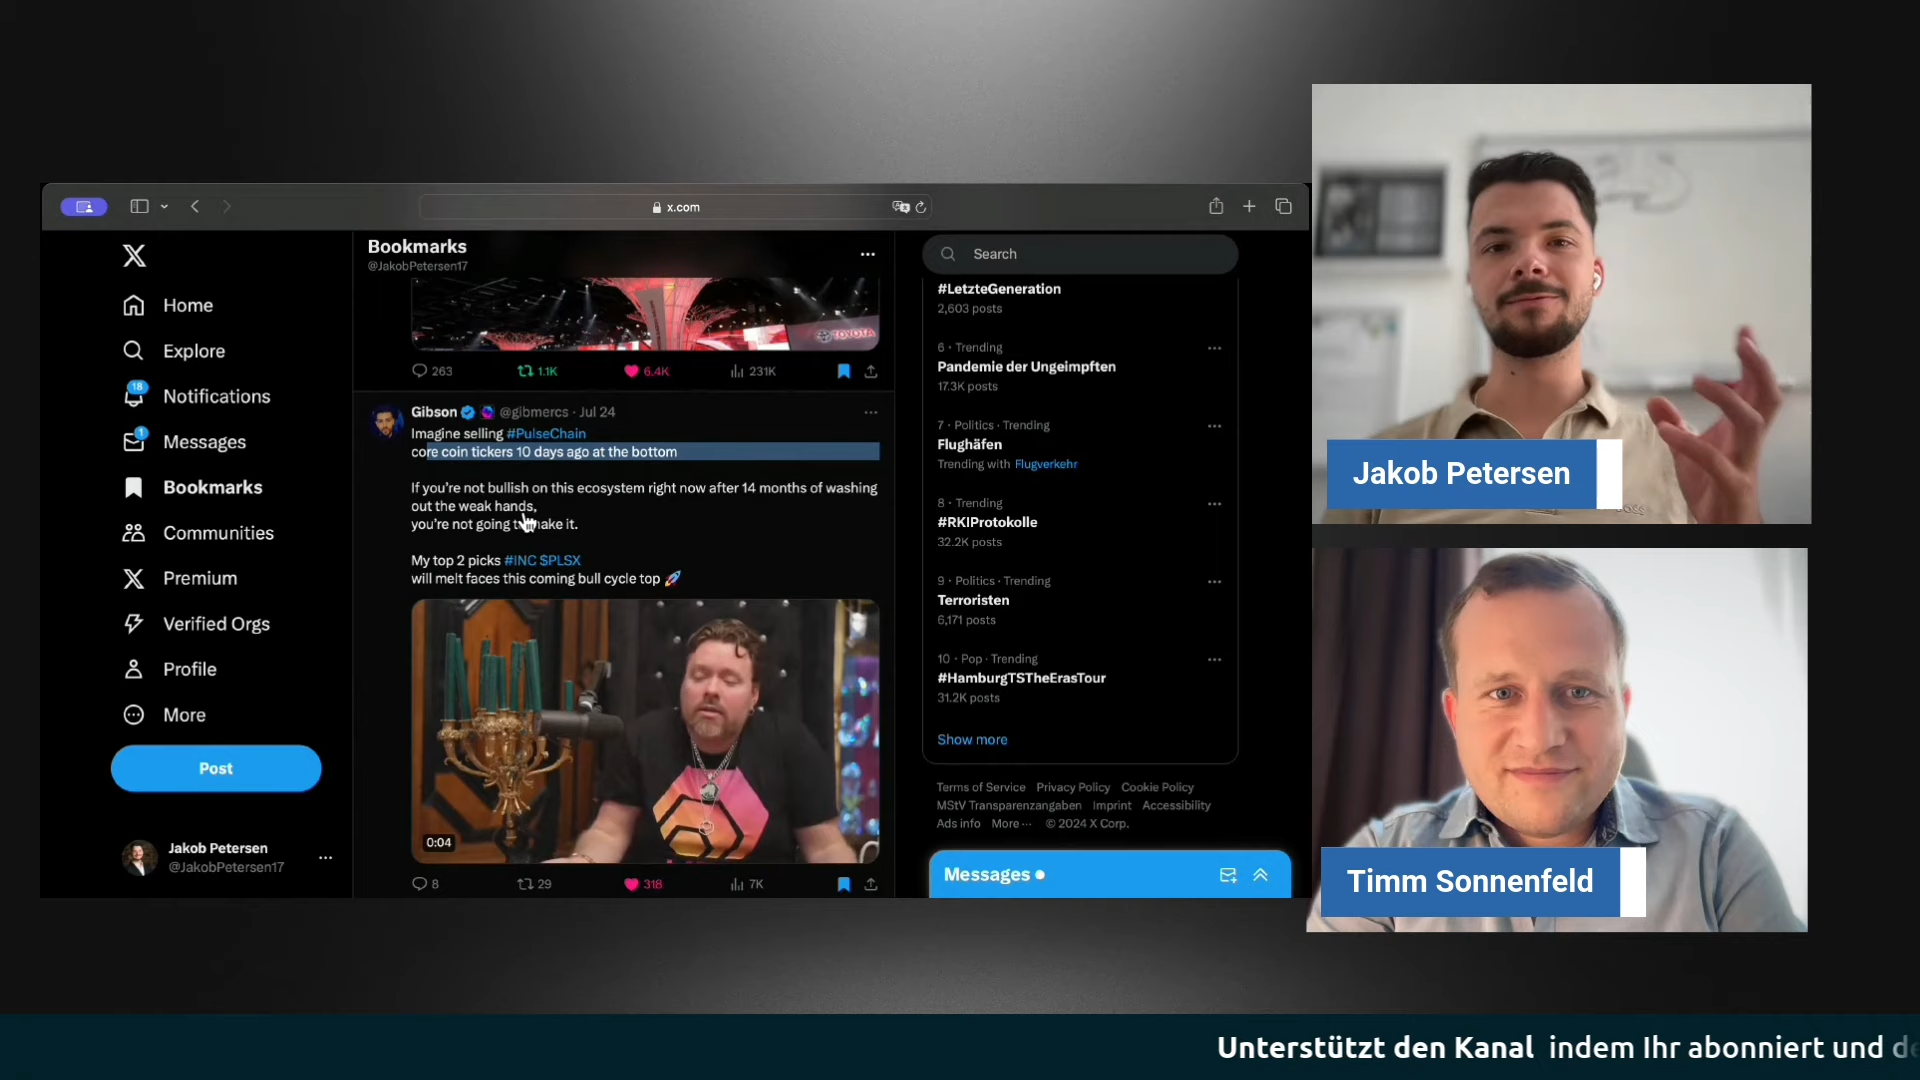 x.com
Bookmarks
@JakobPetersen17
Home
Explore
18
Notifications
1
Messages
Bookmarks
Communities
Premium
Verified Orgs
Profile
More
Post
Jakob Petersen
@JakobPetersen17
TOYOTA
263
1.1K
6.4K
231K
Gibson @gibmercs · Jul 24
Imagine selling #PulseChain
core coin tickers 10 days ago at the bottom
If you're not bullish on this ecosystem right now after 14 months of washing
out the weak hands,
you're not going to make it.
My top 2 picks #INC $PLSX
will melt faces this coming bull cycle top 🚀
0:04
8
29
318
7K
Search
#LetzteGeneration
2,603 posts
6 · Trending
Pandemie der Ungeimpften
17.3K posts
7 · Politics · Trending
Flughäfen
Trending with Flugverkehr
8 · Trending
#RKIProtokolle
32.2K posts
9 · Politics · Trending
Terroristen
6,171 posts
10 · Pop · Trending
#HamburgTSTheErasTour
31.2K posts
Show more
Terms of Service Privacy Policy Cookie Policy
MStV Transparenzangaben Imprint Accessibility
Ads info More ··· © 2024 X Corp.
Messages
Jakob Petersen
Timm Sonnenfeld
Unterstützt den Kanal indem Ihr abonniert und